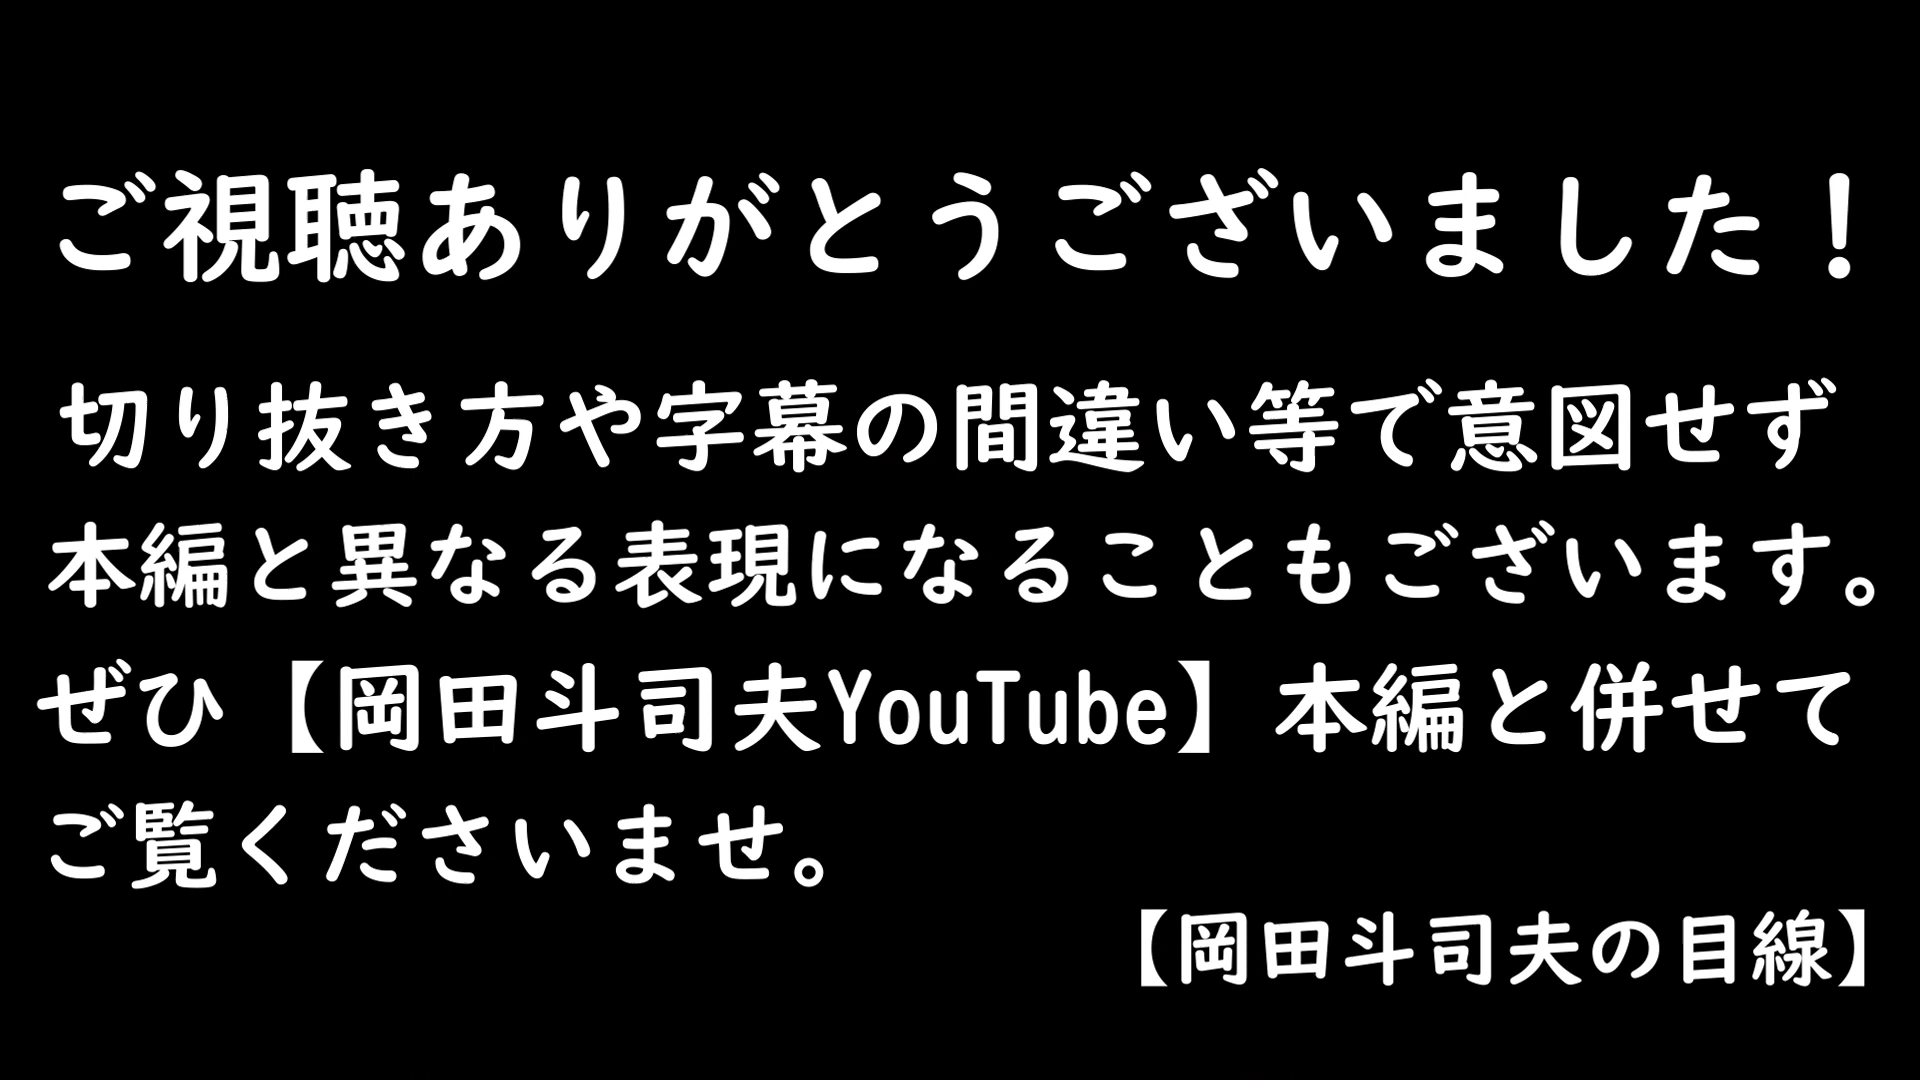 ご視聴ありがとうございました！
切り抜き方や字幕の間違い等で意図せず
本編と異なる表現になることもございます。
ぜひ【岡田斗司夫YouTube】本編と併せて
ご覧くださいませ。
【岡田斗司夫の目線】